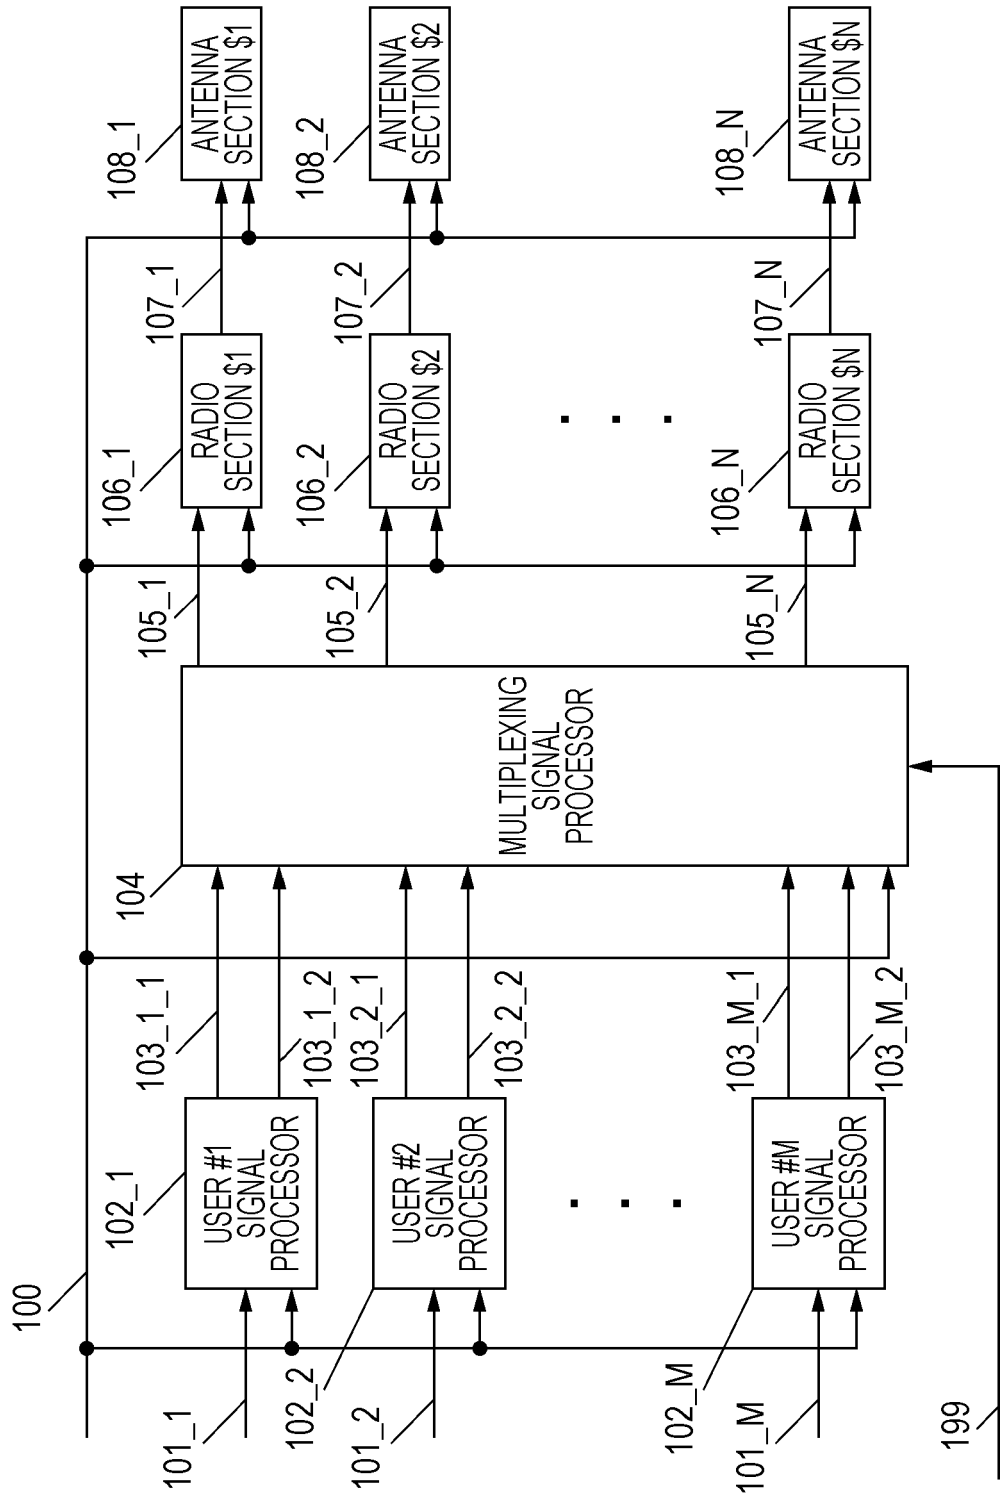 100
101_1
102_1
USER #1
SIGNAL
PROCESSOR
103_1_1
103_1_2
101_2
102_2
USER #2
SIGNAL
PROCESSOR
103_2_1
103_2_2
. . .
101_M
102_M
USER #M
SIGNAL
PROCESSOR
103_M_1
103_M_2
199
104
MULTIPLEXING
SIGNAL
PROCESSOR
105_1
106_1
RADIO
SECTION $1
107_1
108_1
ANTENNA
SECTION $1
105_2
106_2
RADIO
SECTION $2
107_2
108_2
ANTENNA
SECTION $2
. . .
105_N
106_N
RADIO
SECTION $N
107_N
108_N
ANTENNA
SECTION $N